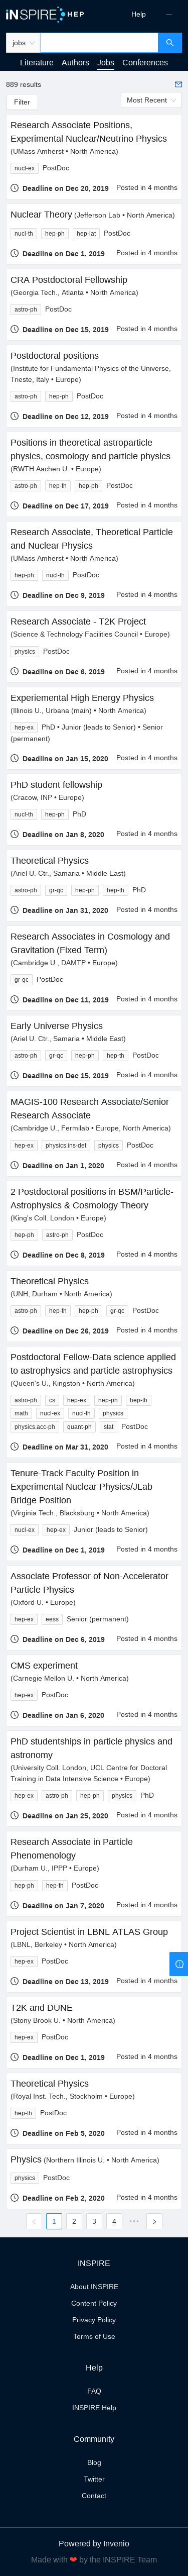 iNSPIRE HEP
Help
···
jobs
Literature Authors Jobs Conferences
889 results
Filter
Most Recent
Research Associate Positions,
Experimental Nuclear/Neutrino Physics
(UMass Amherst • North America)
nucl-ex PostDoc
Deadline on Dec 20, 2019 Posted in 4 months
Nuclear Theory (Jefferson Lab • North America)
nucl-th hep-ph hep-lat PostDoc
Deadline on Dec 1, 2019 Posted in 4 months
CRA Postdoctoral Fellowship
(Georgia Tech., Atlanta • North America)
astro-ph PostDoc
Deadline on Dec 15, 2019 Posted in 4 months
Postdoctoral positions
(Institute for Fundamental Physics of the Universe,
Trieste, Italy • Europe)
astro-ph hep-ph PostDoc
Deadline on Dec 12, 2019 Posted in 4 months
Positions in theoretical astroparticle
physics, cosmology and particle physics
(RWTH Aachen U. • Europe)
astro-ph hep-th hep-ph PostDoc
Deadline on Dec 17, 2019 Posted in 4 months
Research Associate, Theoretical Particle
and Nuclear Physics
(UMass Amherst • North America)
hep-ph nucl-th PostDoc
Deadline on Dec 9, 2019 Posted in 4 months
Research Associate - T2K Project
(Science & Technology Facilities Council • Europe)
physics PostDoc
Deadline on Dec 6, 2019 Posted in 4 months
Experiemental High Energy Physics
(Illinois U., Urbana (main) • North America)
hep-ex PhD • Junior (leads to Senior) • Senior
(permanent)
Deadline on Jan 15, 2020 Posted in 4 months
PhD student fellowship
(Cracow, INP • Europe)
nucl-th hep-ph PhD
Deadline on Jan 8, 2020 Posted in 4 months
Theoretical Physics
(Ariel U. Ctr., Samaria • Middle East)
astro-ph gr-qc hep-ph hep-th PhD
Deadline on Jan 31, 2020 Posted in 4 months
Research Associates in Cosmology and
Gravitation (Fixed Term)
(Cambridge U., DAMTP • Europe)
gr-qc PostDoc
Deadline on Dec 11, 2019 Posted in 4 months
Early Universe Physics
(Ariel U. Ctr., Samaria • Middle East)
astro-ph gr-qc hep-ph hep-th PostDoc
Deadline on Dec 15, 2019 Posted in 4 months
MAGIS-100 Research Associate/Senior
Research Associate
(Cambridge U., Fermilab • Europe, North America)
hep-ex physics.ins-det physics PostDoc
Deadline on Jan 1, 2020 Posted in 4 months
2 Postdoctoral positions in BSM/Particle-
Astrophysics & Cosmology Theory
(King's Coll. London • Europe)
hep-ph astro-ph PostDoc
Deadline on Dec 8, 2019 Posted in 4 months
Theoretical Physics
(UNH, Durham • North America)
astro-ph hep-th hep-ph gr-qc PostDoc
Deadline on Dec 26, 2019 Posted in 4 months
Postdoctoral Fellow-Data science applied
to astrophysics and particle astrophysics
(Queen's U., Kingston • North America)
astro-ph cs hep-ex hep-ph hep-th
math nucl-ex nucl-th physics
physics.acc-ph quant-ph stat PostDoc
Deadline on Mar 31, 2020 Posted in 4 months
Tenure-Track Faculty Position in
Experimental Nuclear Physics/JLab
Bridge Position
(Virginia Tech., Blacksburg • North America)
nucl-ex hep-ex Junior (leads to Senior)
Deadline on Dec 1, 2019 Posted in 4 months
Associate Professor of Non-Accelerator
Particle Physics
(Oxford U. • Europe)
hep-ex eess Senior (permanent)
Deadline on Dec 6, 2019 Posted in 4 months
CMS experiment
(Carnegie Mellon U. • North America)
hep-ex PostDoc
Deadline on Jan 6, 2020 Posted in 4 months
PhD studentships in particle physics and
astronomy
(University Coll. London, UCL Centre for Doctoral
Training in Data Intensive Science • Europe)
hep-ex astro-ph hep-ph physics PhD
Deadline on Jan 25, 2020 Posted in 4 months
Research Associate in Particle
Phenomenology
(Durham U., IPPP • Europe)
hep-ph hep-th PostDoc
Deadline on Jan 7, 2020 Posted in 4 months
Project Scientist in LBNL ATLAS Group
(LBNL, Berkeley • North America)
hep-ex PostDoc
Deadline on Dec 13, 2019 Posted in 4 months
T2K and DUNE
(Stony Brook U. • North America)
hep-ex PostDoc
Deadline on Dec 1, 2019 Posted in 4 months
Theoretical Physics
(Royal Inst. Tech., Stockholm • Europe)
hep-th PostDoc
Deadline on Feb 5, 2020 Posted in 4 months
Physics (Northern Illinois U. • North America)
physics PostDoc
Deadline on Feb 2, 2020 Posted in 4 months
1 2 3 4 •••
INSPIRE
About INSPIRE
Content Policy
Privacy Policy
Terms of Use
Help
FAQ
INSPIRE Help
Community
Blog
Twitter
Contact
Powered by Invenio
Made with ❤ by the INSPIRE Team